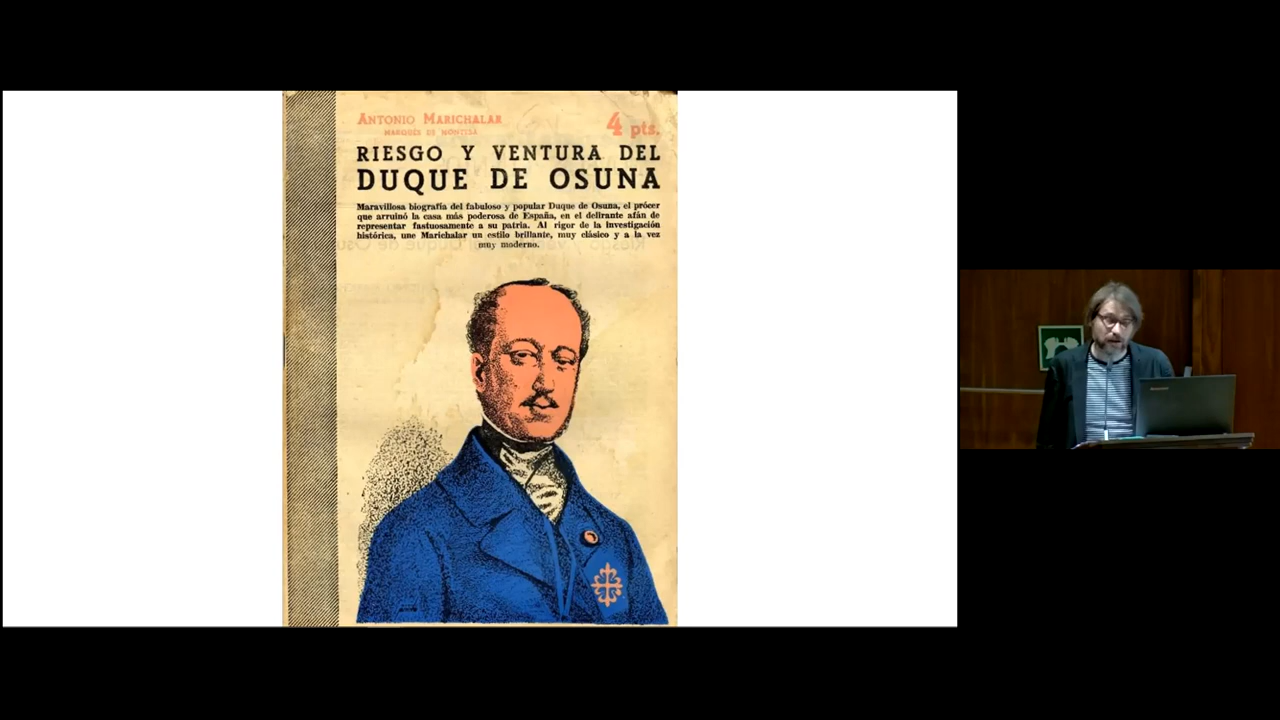 ANTONIO MARICHALAR
MARQUÉS DE MONTESA
4 pts.
RIESGO Y VENTURA DEL
DUQUE DE OSUNA
Maravillosa biografía del fabuloso y popular Duque de Osuna, el prócer
que arruinó la casa más poderosa de España, en el delirante afán de
representar fastuosamente a su patria. Al rigor de la investigación
histórica, une Marichalar un estilo brillante, muy clásico y a la vez
muy moderno.